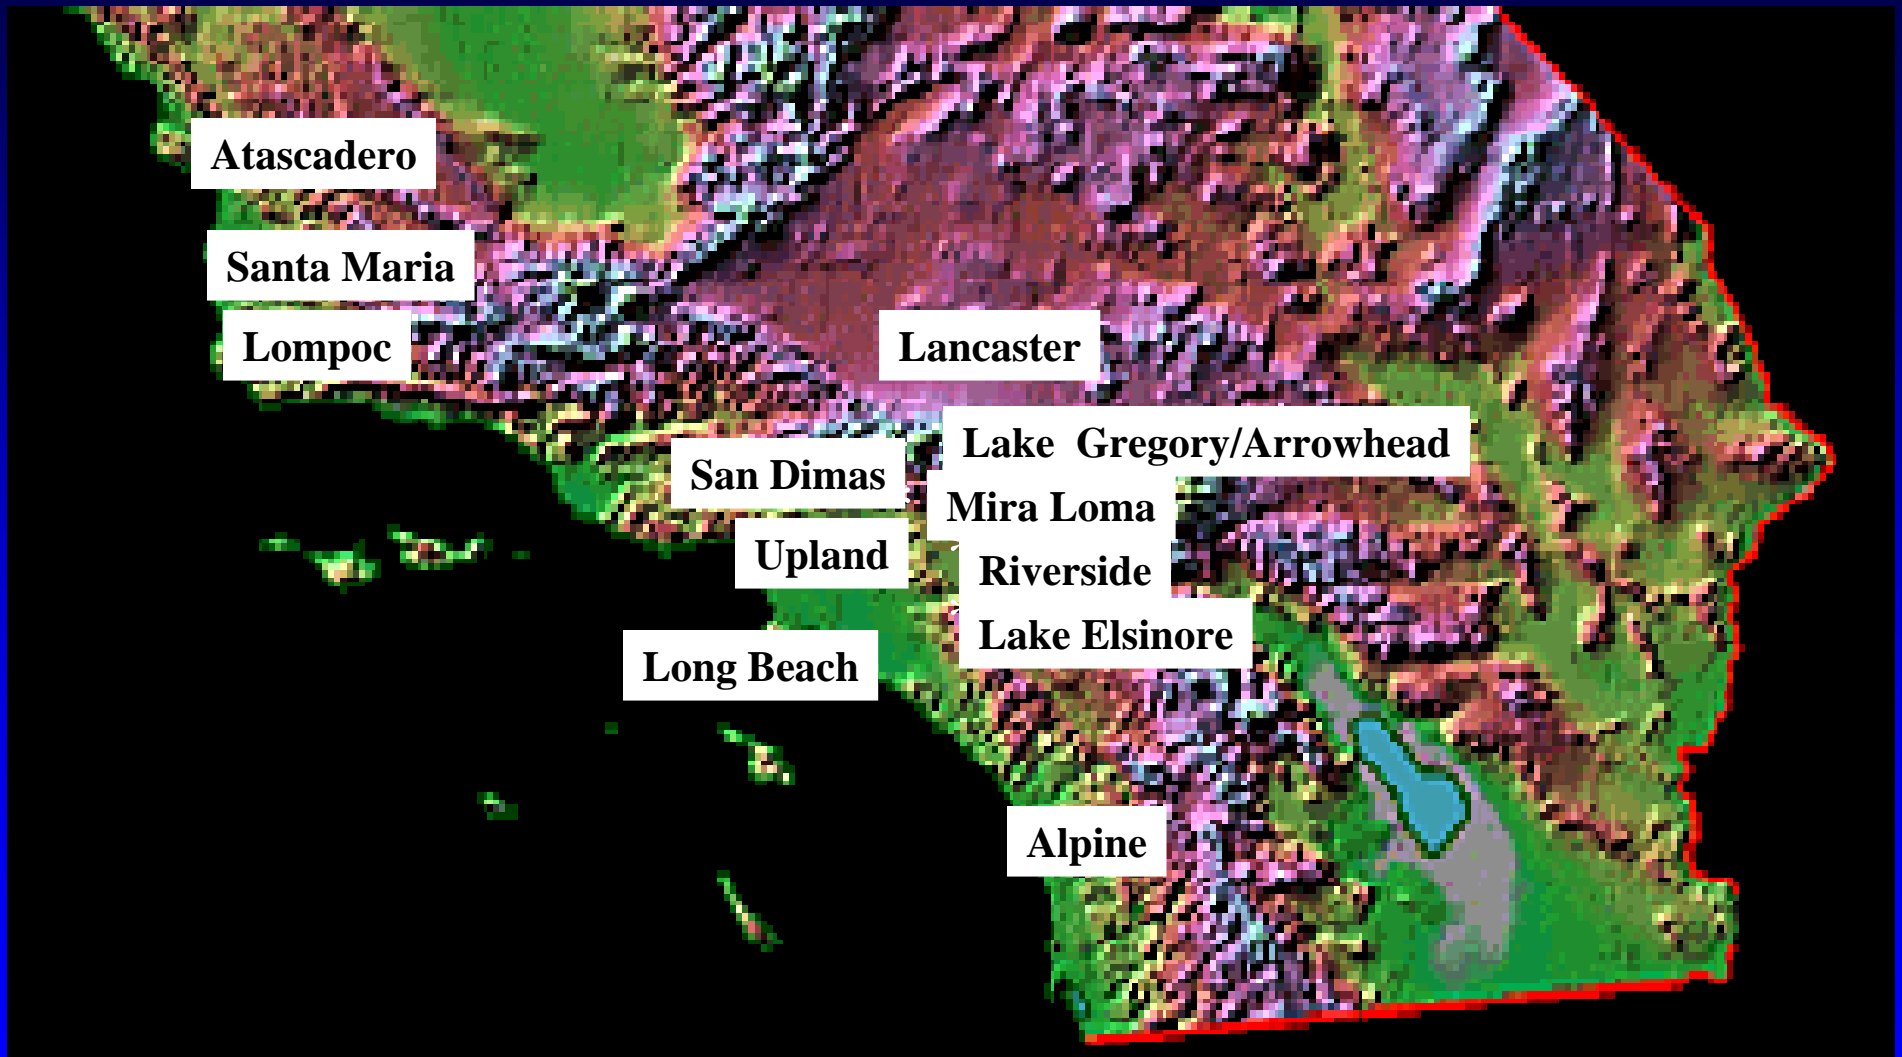 Atascadero
Santa Maria
Lompoc
Lancaster
Lake  Gregory/Arrowhead
San Dimas
Mira Loma
Upland
Riverside
Lake Elsinore
Long Beach
Alpine